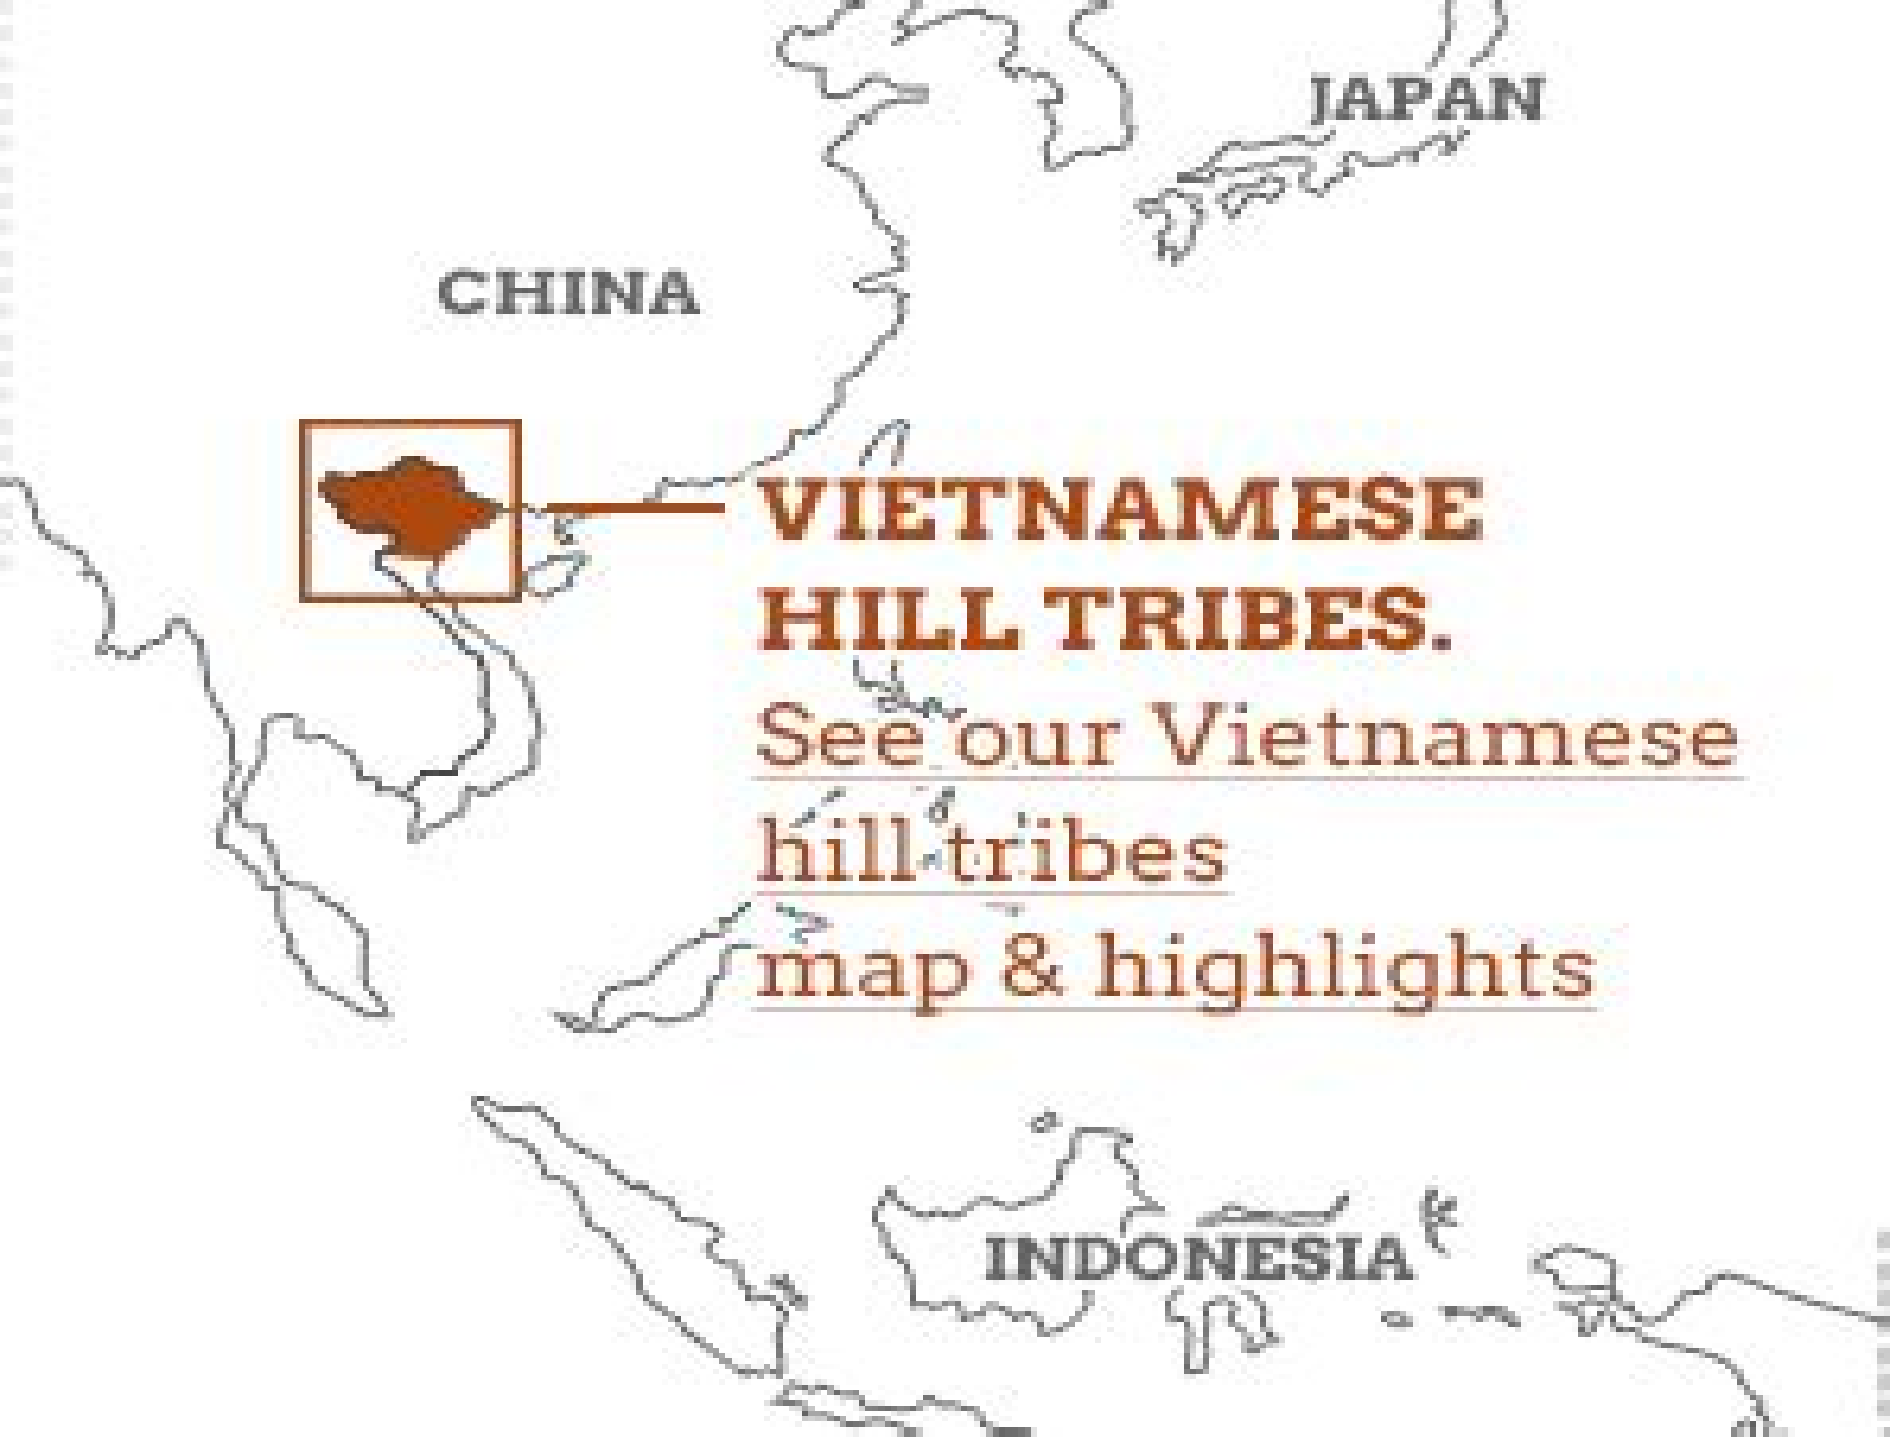 JAPAN
CHINA
VIETNAMESE
HILL TRIBES.
See our Vietnamese
hill tribes
map & highlights
INDONESIA